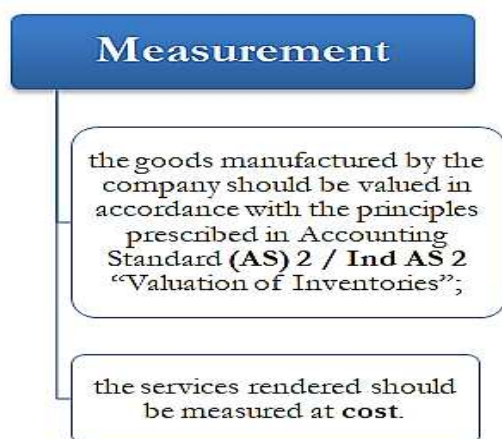 Measurement
the goods manufactured by the
company should be valued in
accordance with the principles
prescribed in Accounting
Standard (AS) 2 / Ind AS 2
“Valuation of Inventories”;
the services rendered should
be measured at cost.